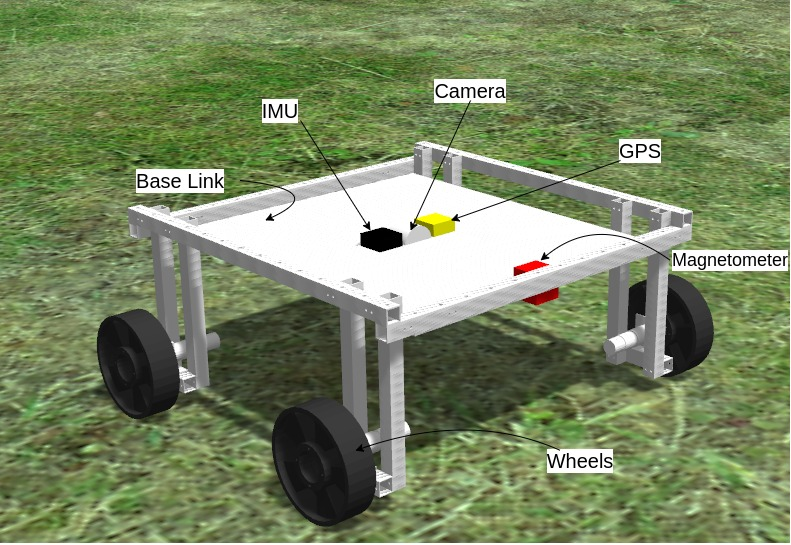 Camera
IMU
GPS
Base Link
Magnetometer
Wheels